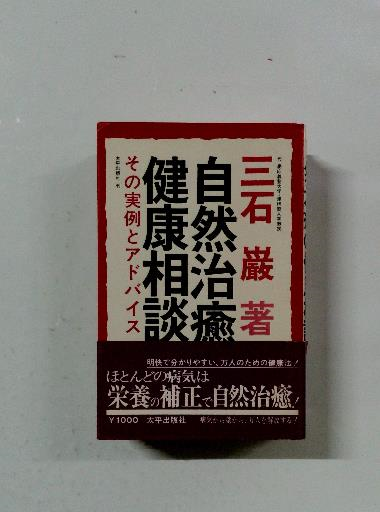 三石 巌 著
自然治癒
健康相談
その実例とアドバイス
明快で分かりやすい、万人のための健康法！
ほとんどの病気は
栄養の補正で自然治癒！
¥1000 太平出版社